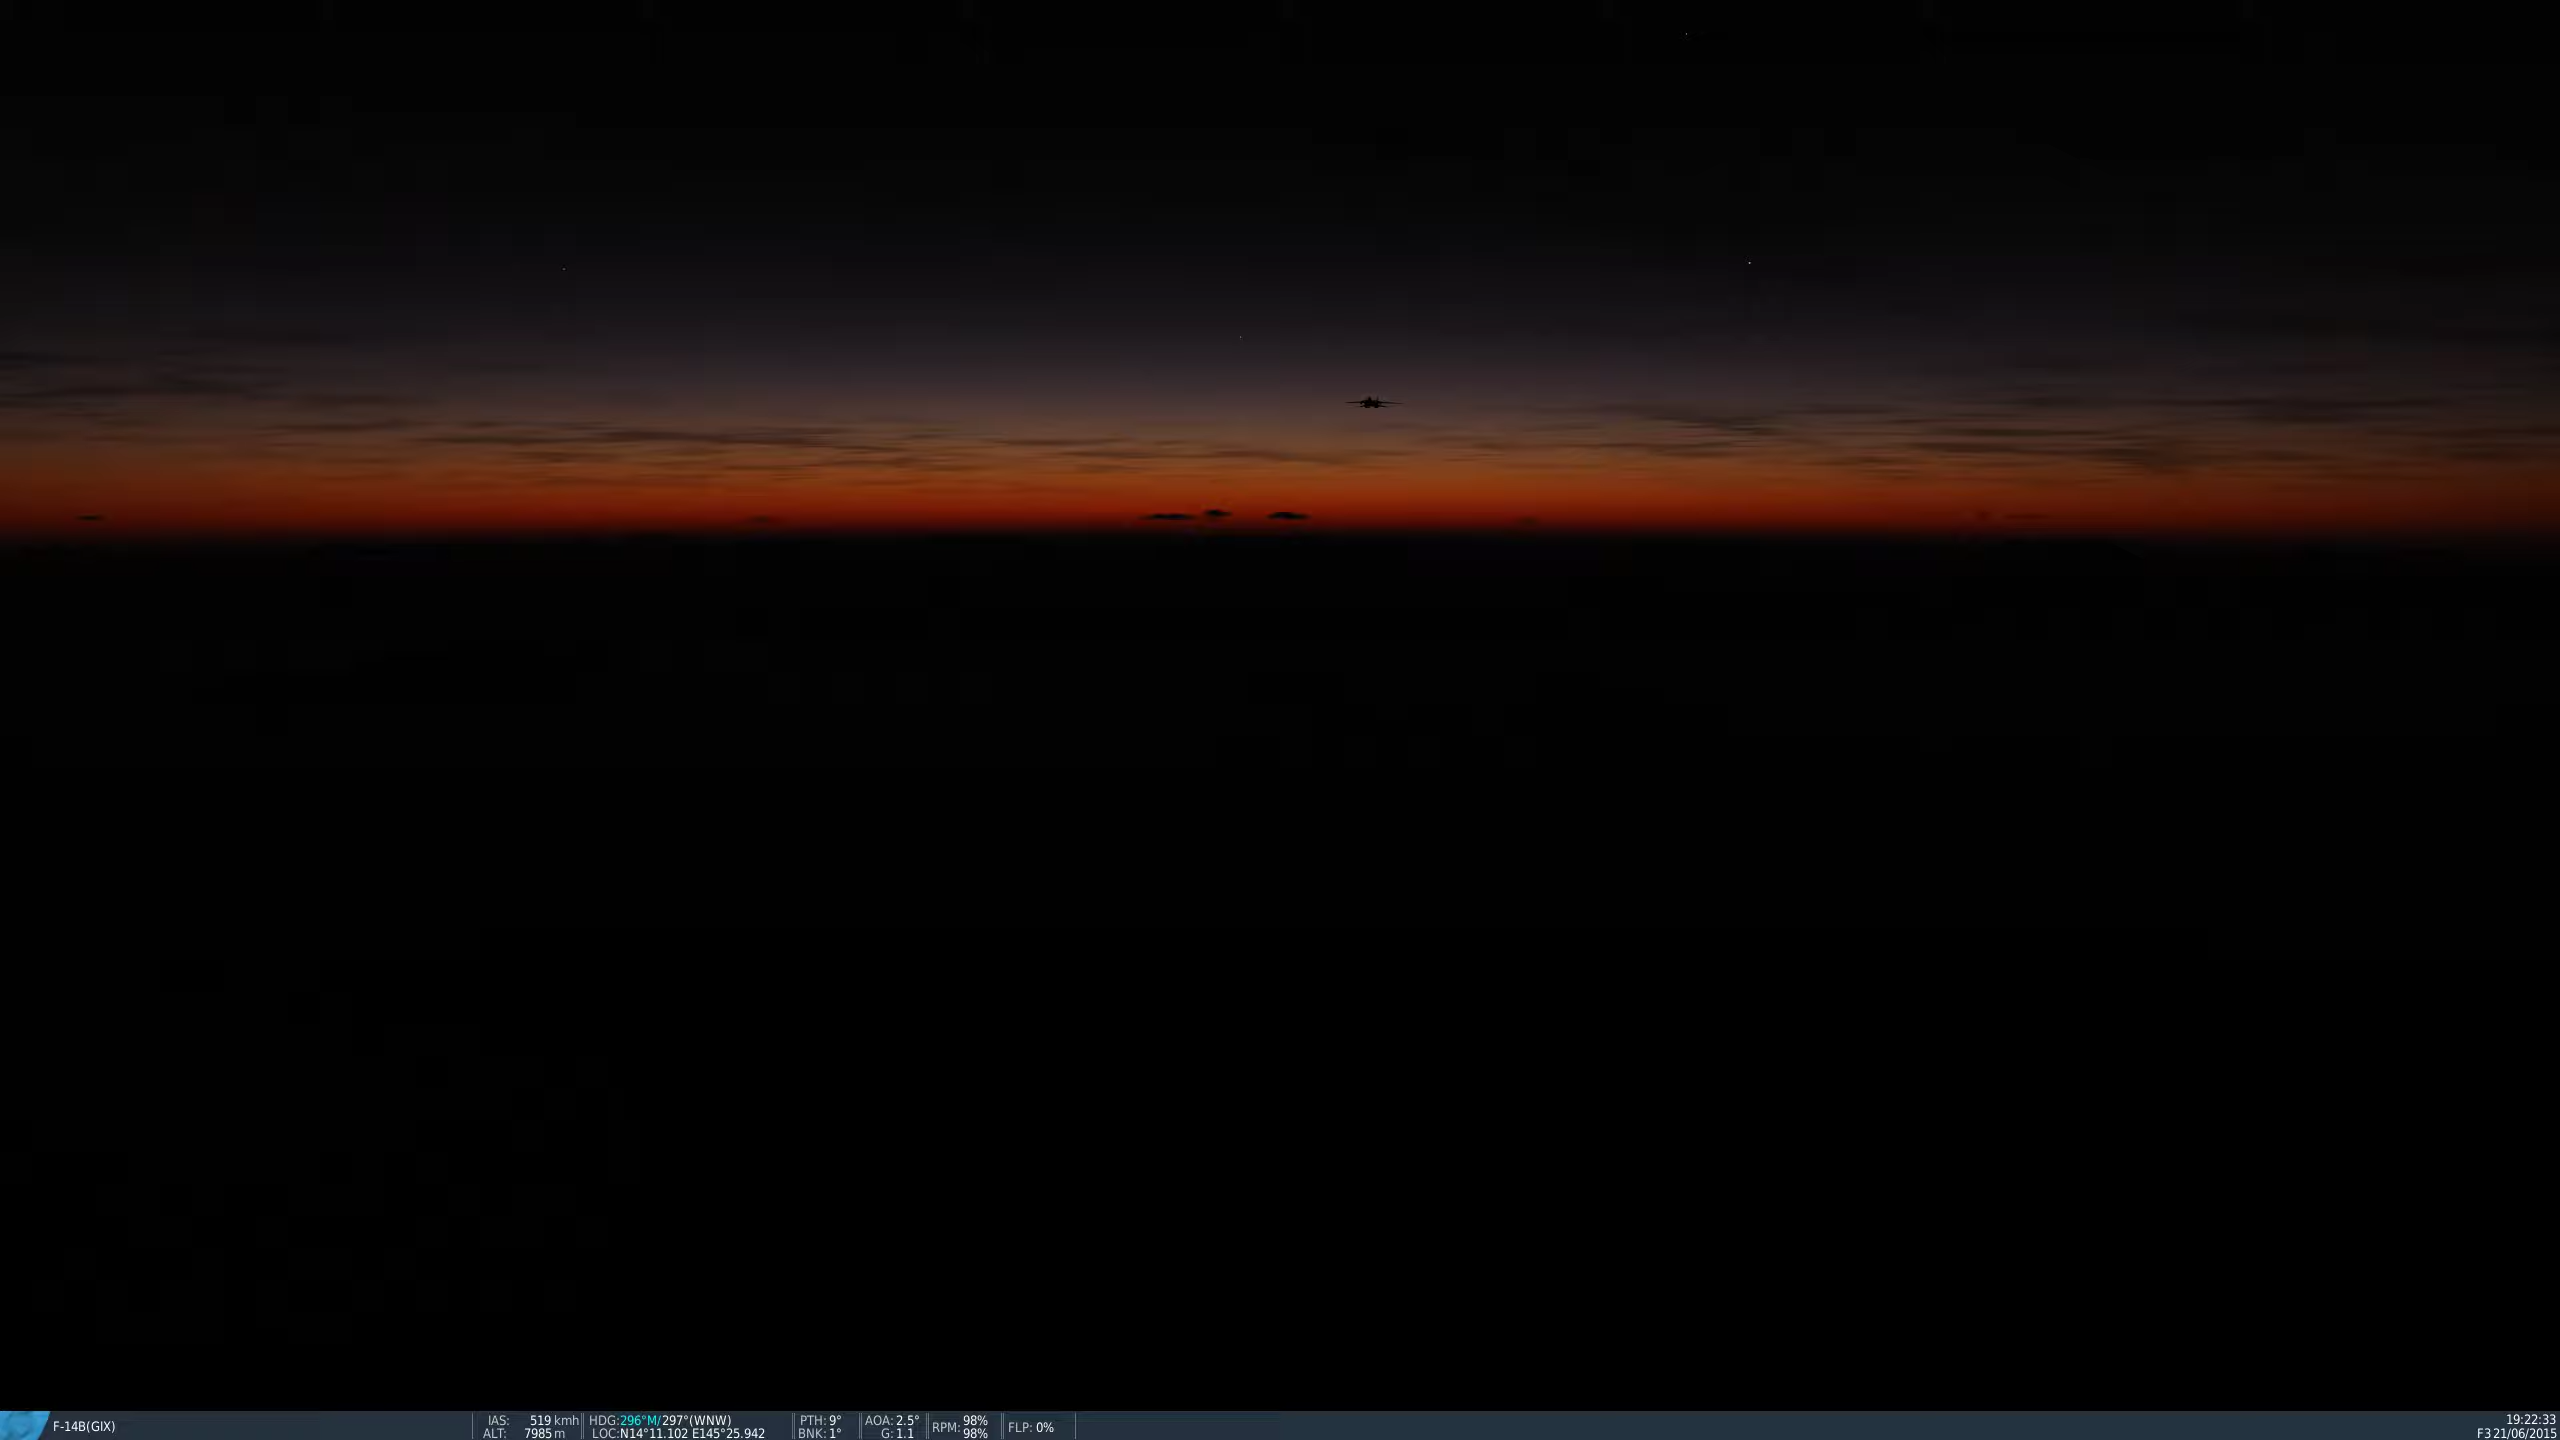 F-14B(GIX)
IAS: 519 kmh
ALT: 7985 m
HDG:296°M/297°(WNW)
LOC:N14°11.102 E145°25.942
PTH: 9°
BNK: 1°
AOA: 2.5°
G: 1.1
RPM: 98%
98%
FLP: 0%
19:22:33
F3 21/06/2015